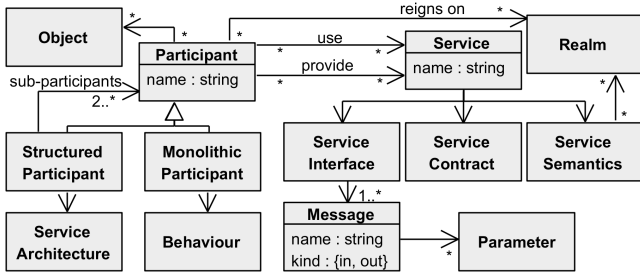 reigns on
*
*
*
*
Object
Participant
name : string
use
*
*
provide
*
*
Service
name : string
Realm
sub-participants
2..*
*
*
Structured
Participant
Monolithic
Participant
Service
Interface
Service
Contract
Service
Semantics
1..*
Service
Architecture
Behaviour
Message
name : string
kind : {in, out}
*
Parameter